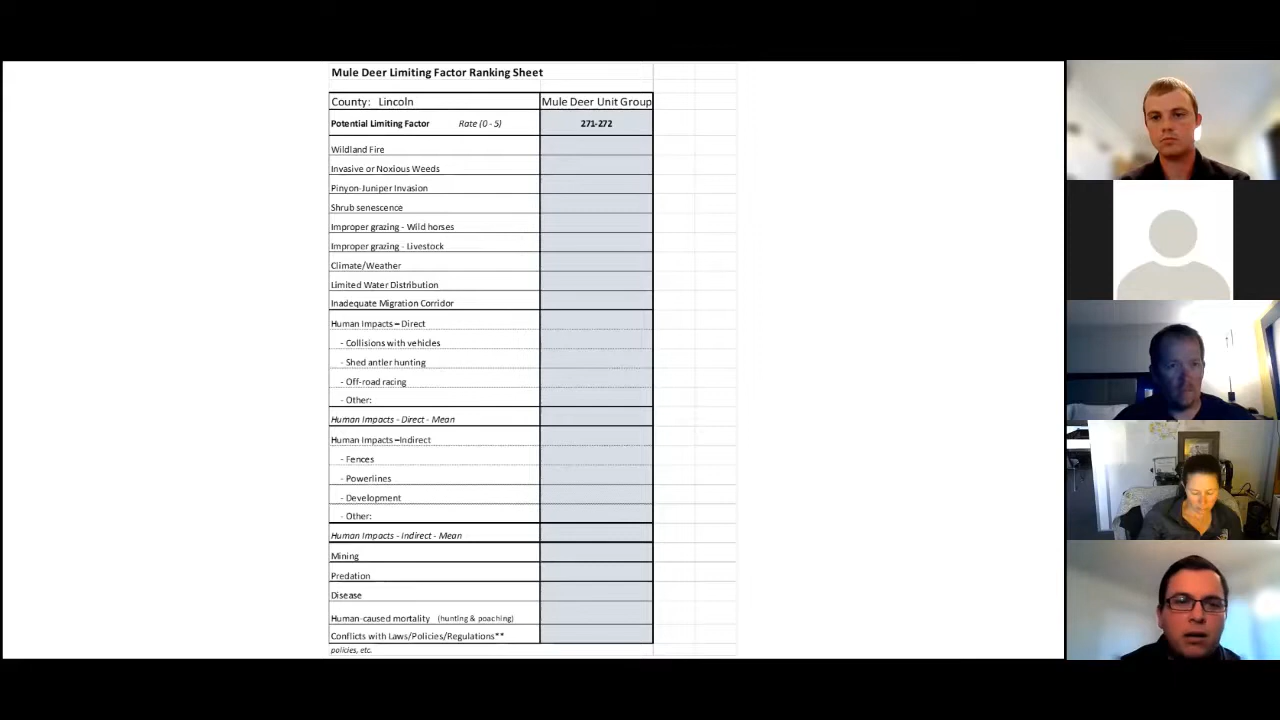 Mule Deer Limiting Factor Ranking Sheet
County: Lincoln Mule Deer Unit Group
Potential Limiting Factor Rate (0 - 5) 271-272
Wildland Fire
Invasive or Noxious Weeds
Pinyon-Juniper Invasion
Shrub senescence
Improper grazing - Wild horses
Improper grazing - Livestock
Climate/Weather
Limited Water Distribution
Inadequate Migration Corridor
Human Impacts – Direct
- Collisions with vehicles
- Shed antler hunting
- Off-road racing
- Other:
Human Impacts - Direct - Mean
Human Impacts –Indirect
- Fences
- Powerlines
- Development
- Other:
Human Impacts - Indirect - Mean
Mining
Predation
Disease
Human-caused mortality (hunting & poaching)
Conflicts with Laws/Policies/Regulations**
policies, etc.